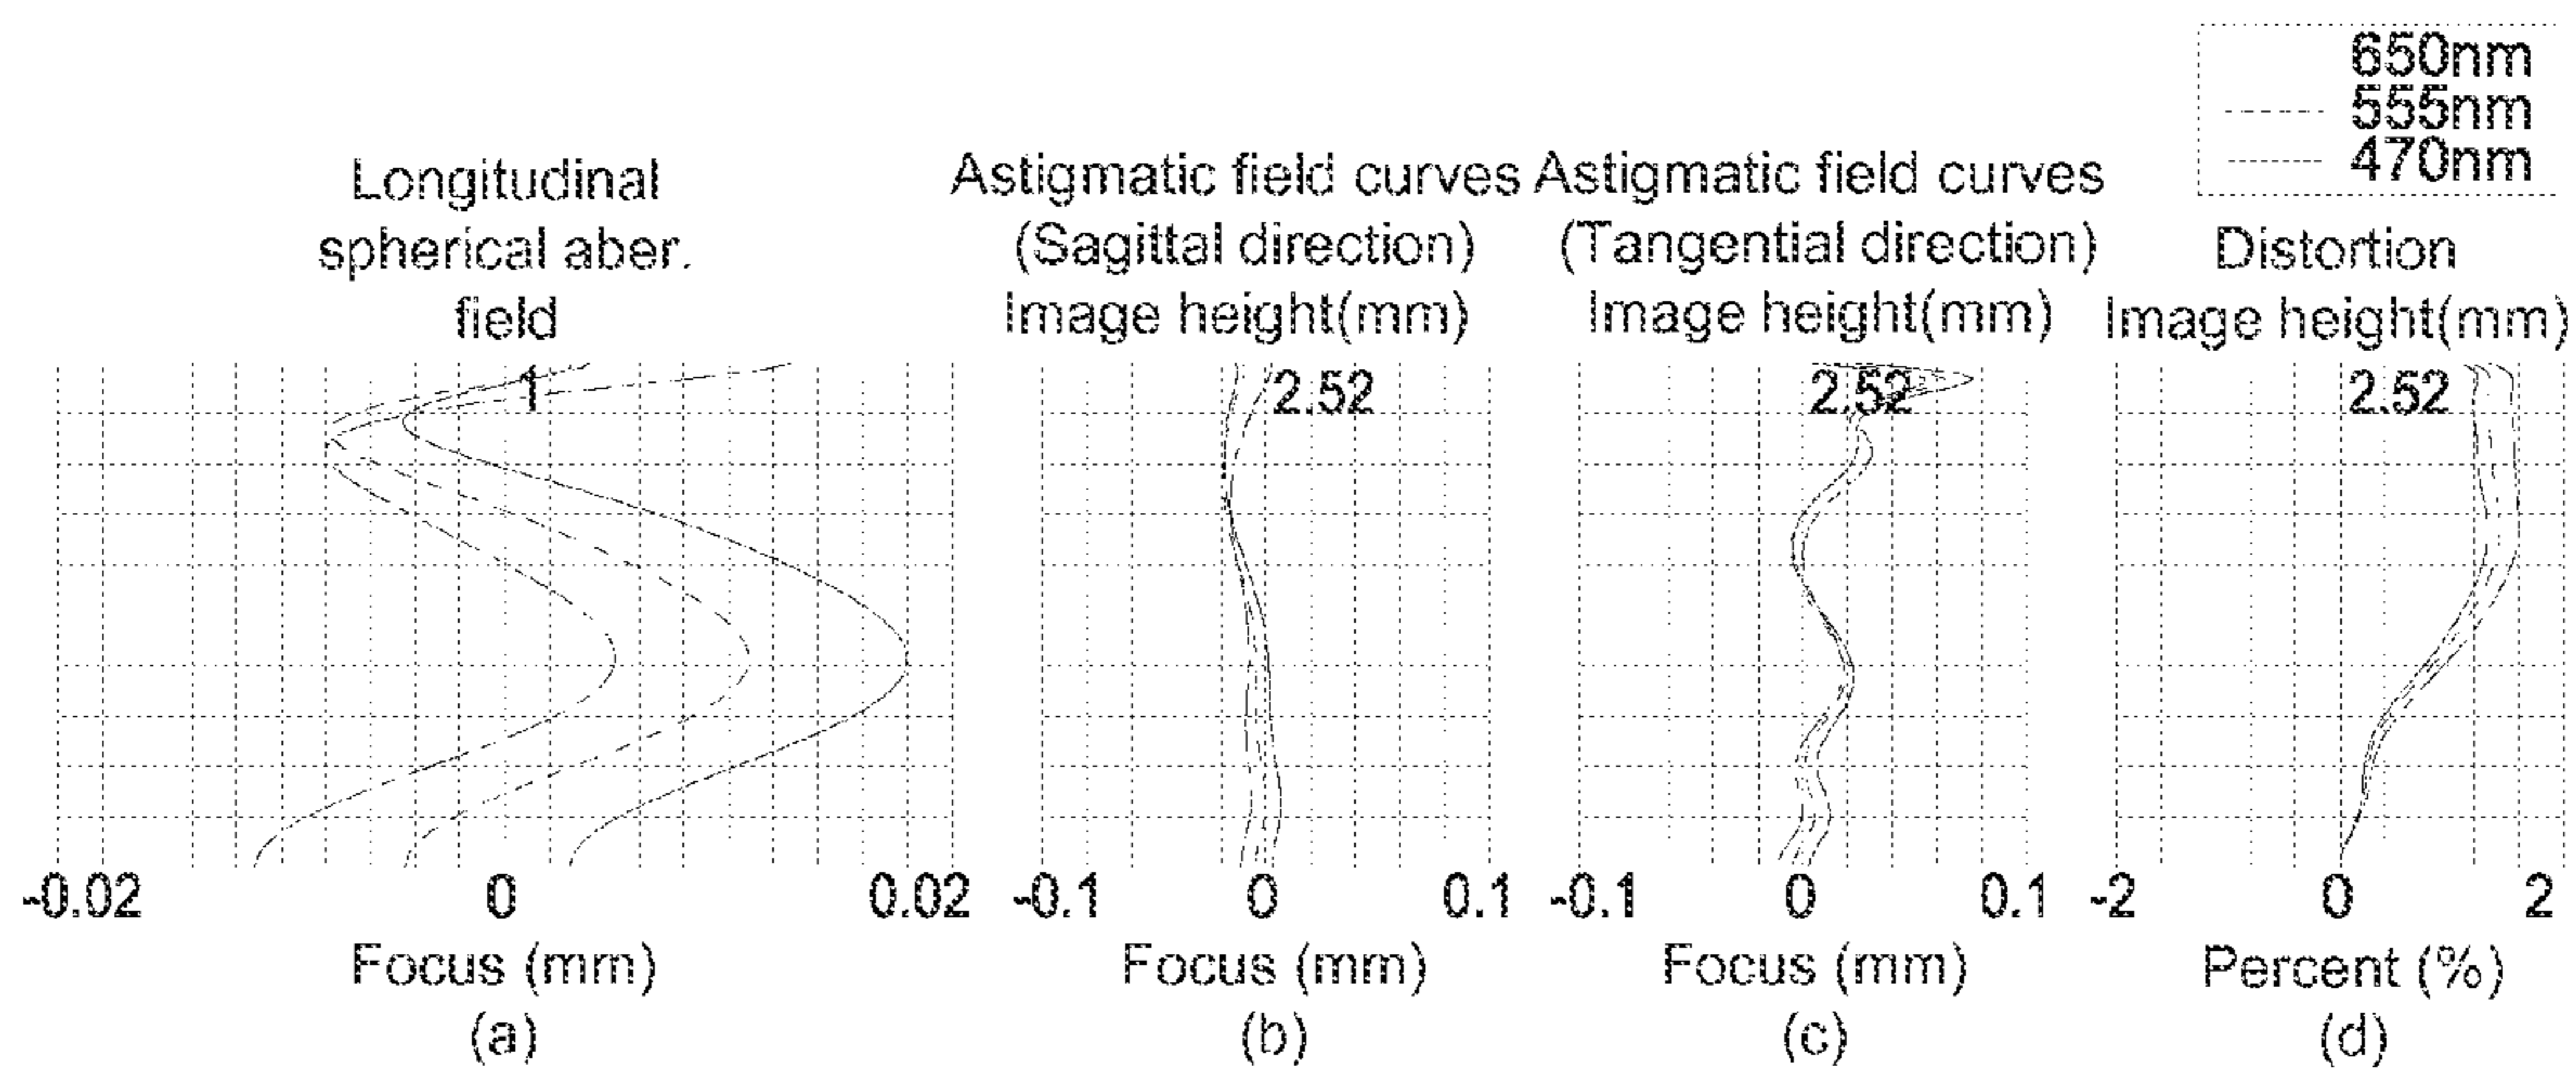 650nm
555nm
470nm
Longitudinal
spherical aber.
field
1
Astigmatic field curves
(Sagittal direction)
Image height(mm)
2.52
Astigmatic field curves
(Tangential direction)
Image height(mm)
2.52
Distortion
Image height(mm)
2.52
-0.02 0 0.02
Focus (mm)
(a)
-0.1 0 0.1
Focus (mm)
(b)
-0.1 0 0.1
Focus (mm)
(c)
-2 0 2
Percent (%)
(d)